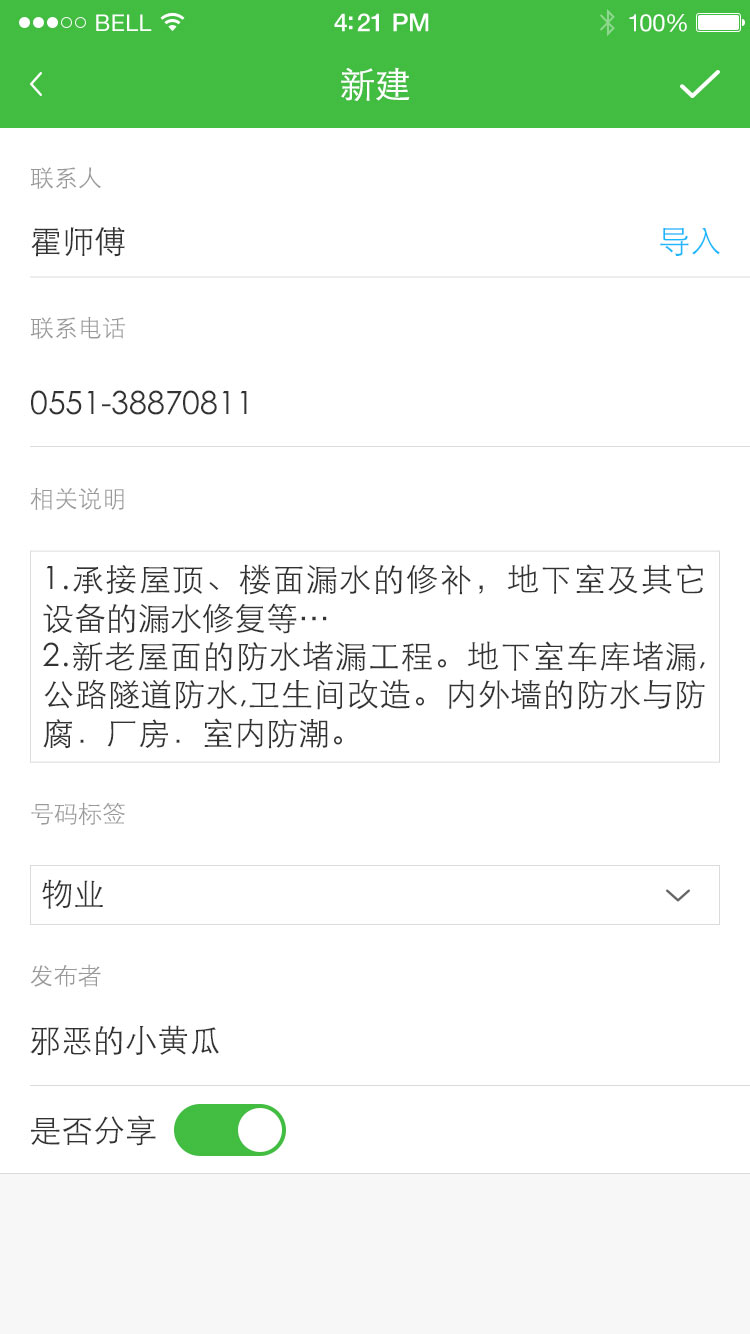 BELL 4:21 PM 100%
新建
联系人
霍师傅 导入
联系电话
0551-38870811
相关说明
1.承接屋顶、楼面漏水的修补，地下室及其它
设备的漏水修复等…
2.新老屋面的防水堵漏工程。地下室车库堵漏,
公路隧道防水,卫生间改造。内外墙的防水与防
腐．厂房．室内防潮。
号码标签
物业
发布者
邪恶的小黄瓜
是否分享